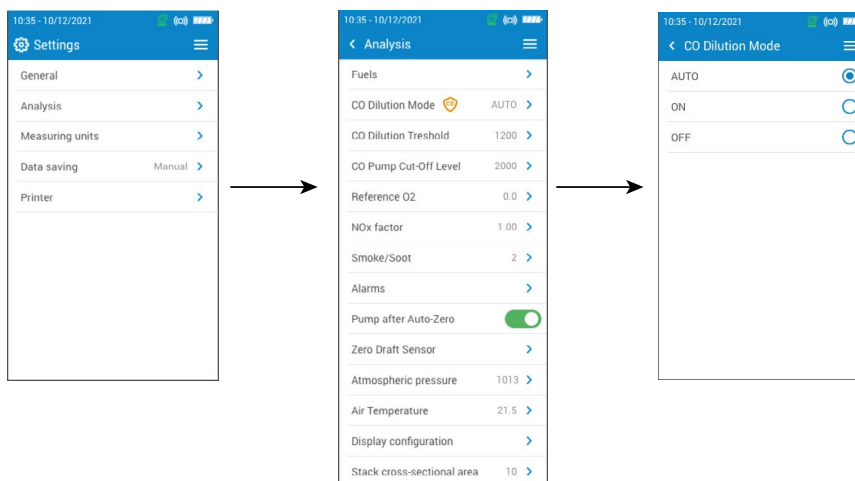 10:35 - 10/12/2021
Settings
General
Analysis
Measuring units
Data saving Manual
Printer
10:35 - 10/12/2021
Analysis
Fuels
CO Dilution Mode CO AUTO
CO Dilution Treshold 1200
CO Pump Cut-Off Level 2000
Reference O2 0.0
NOx factor 1.00
Smoke/Soot 2
Alarms
Pump after Auto-Zero
Zero Draft Sensor
Atmospheric pressure 1013
Air Temperature 21.5
Display configuration
Stack cross-sectional area 10
10:35 - 10/12/2021
CO Dilution Mode
AUTO
ON
OFF